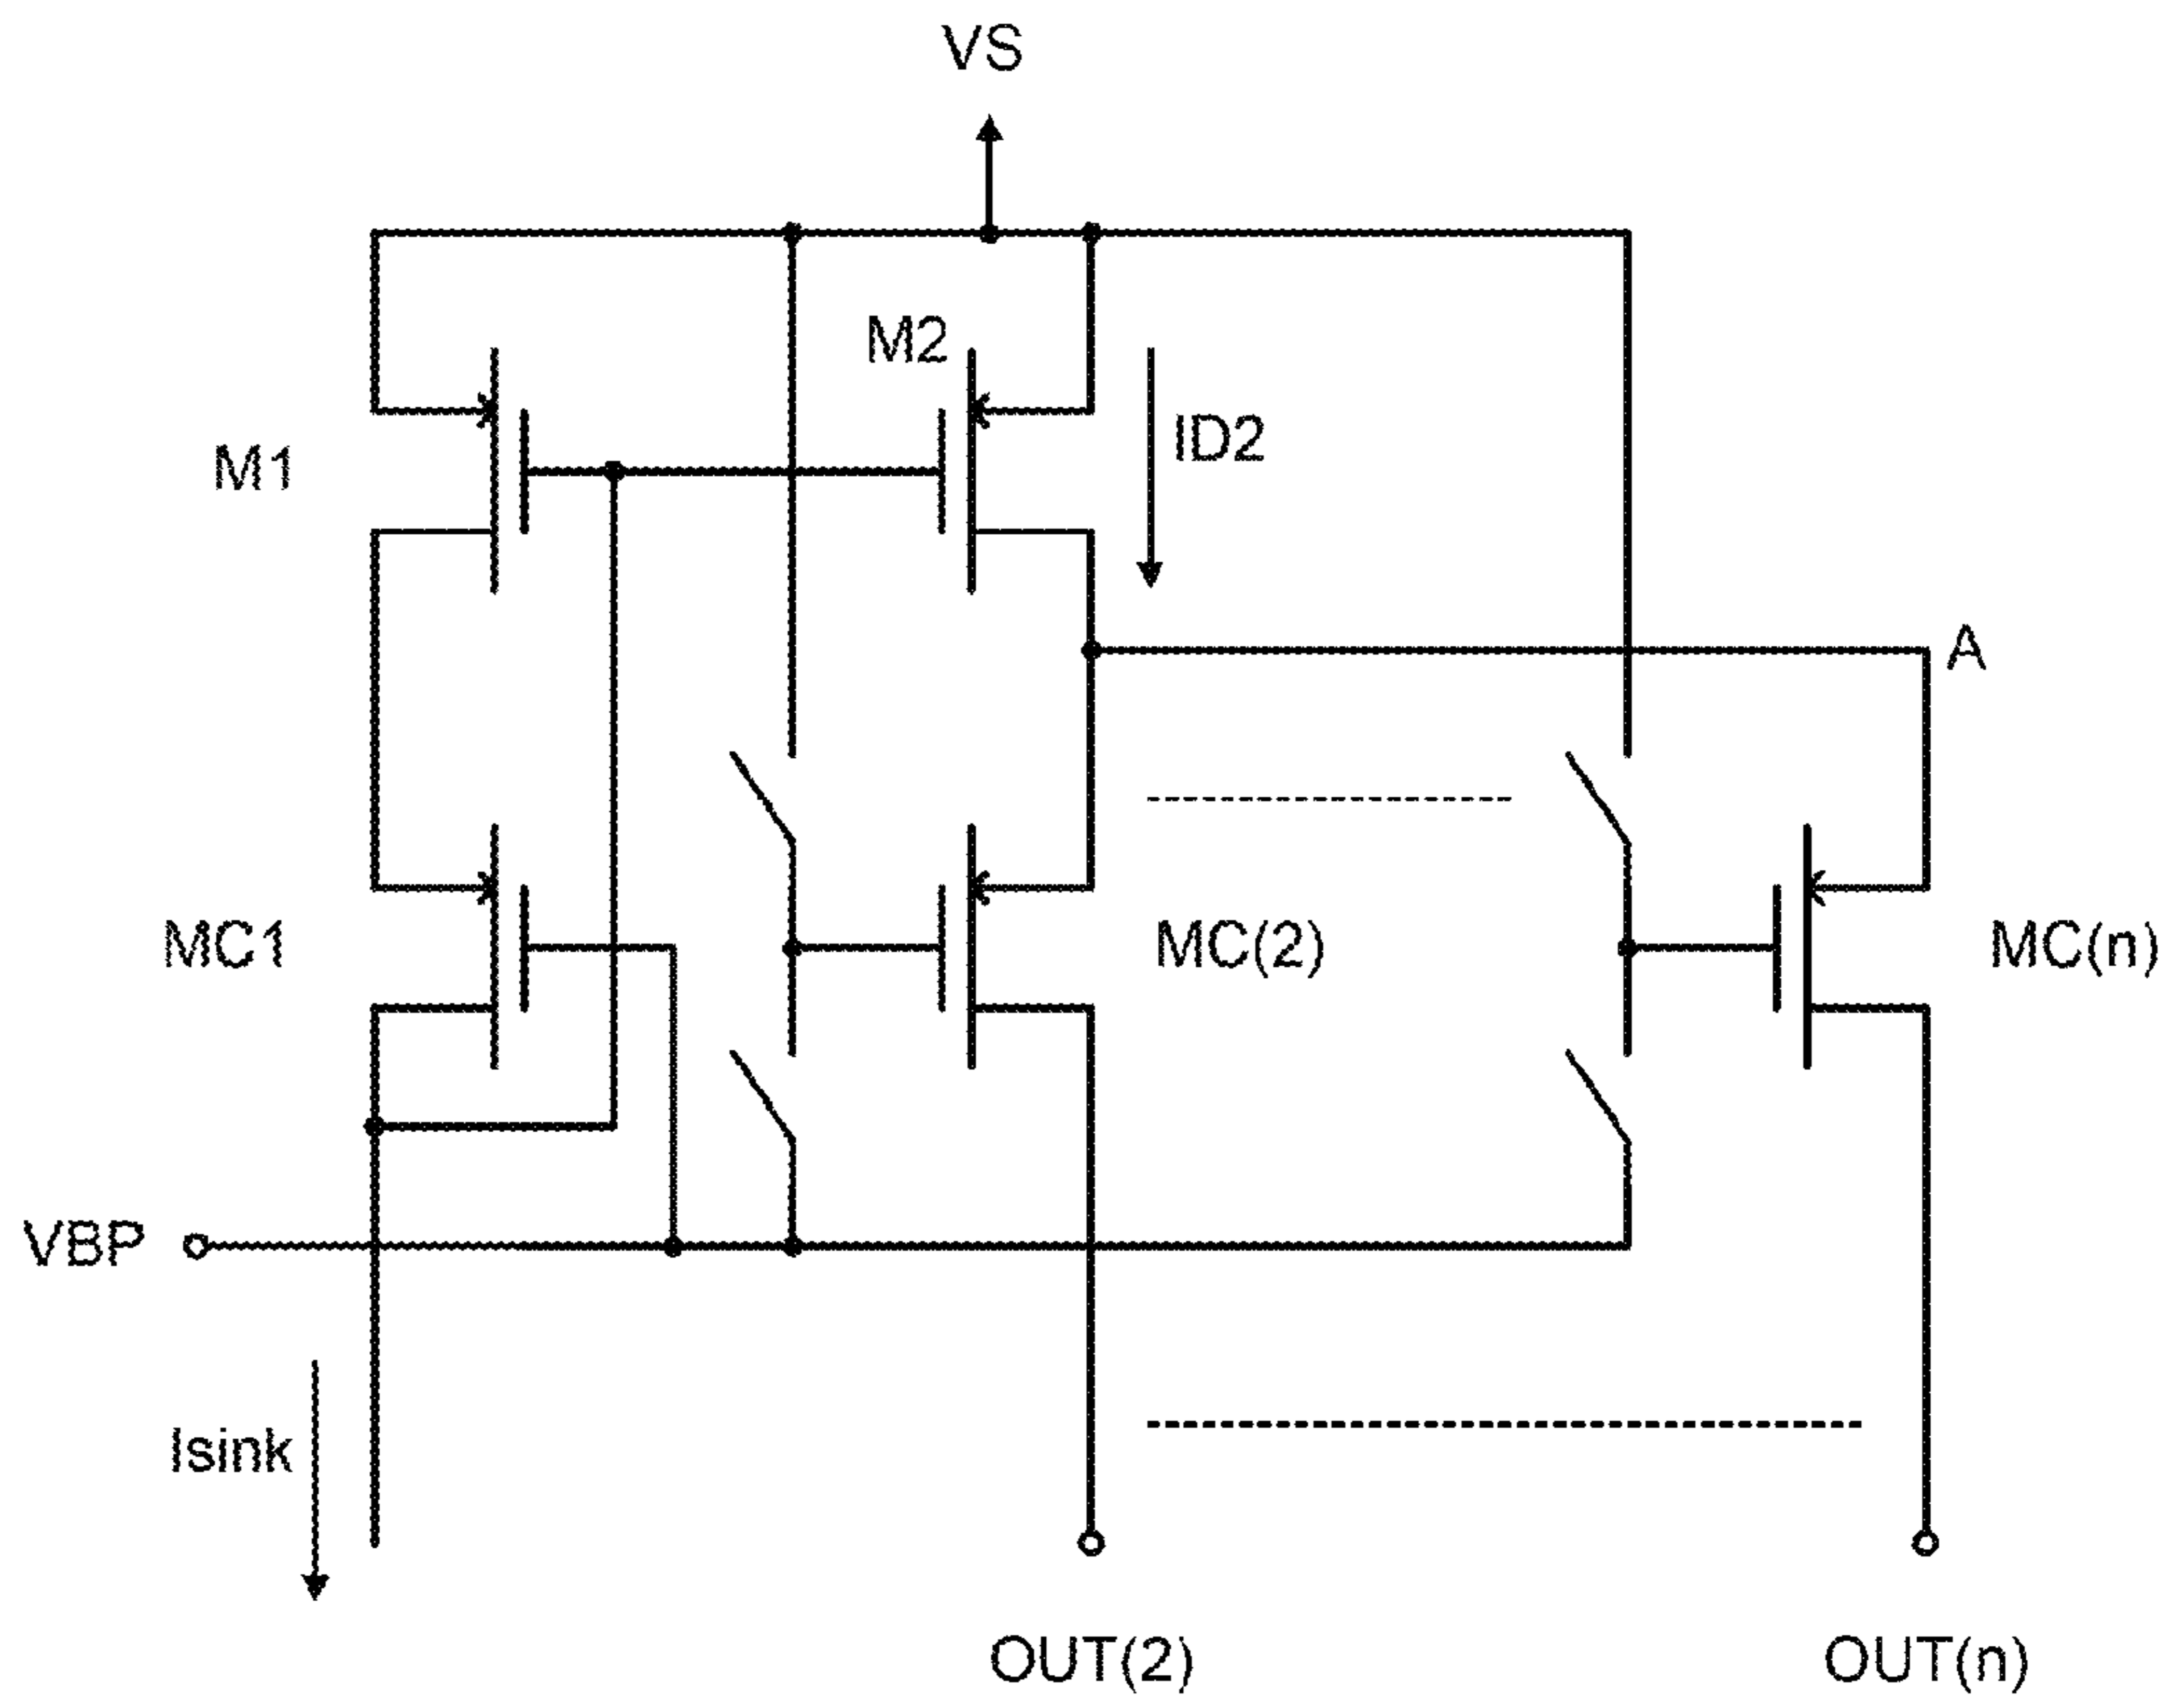 VS
M2
ID2
M1
A
MC1
MC(2)
MC(n)
VBP
Isink
OUT(2)
OUT(n)